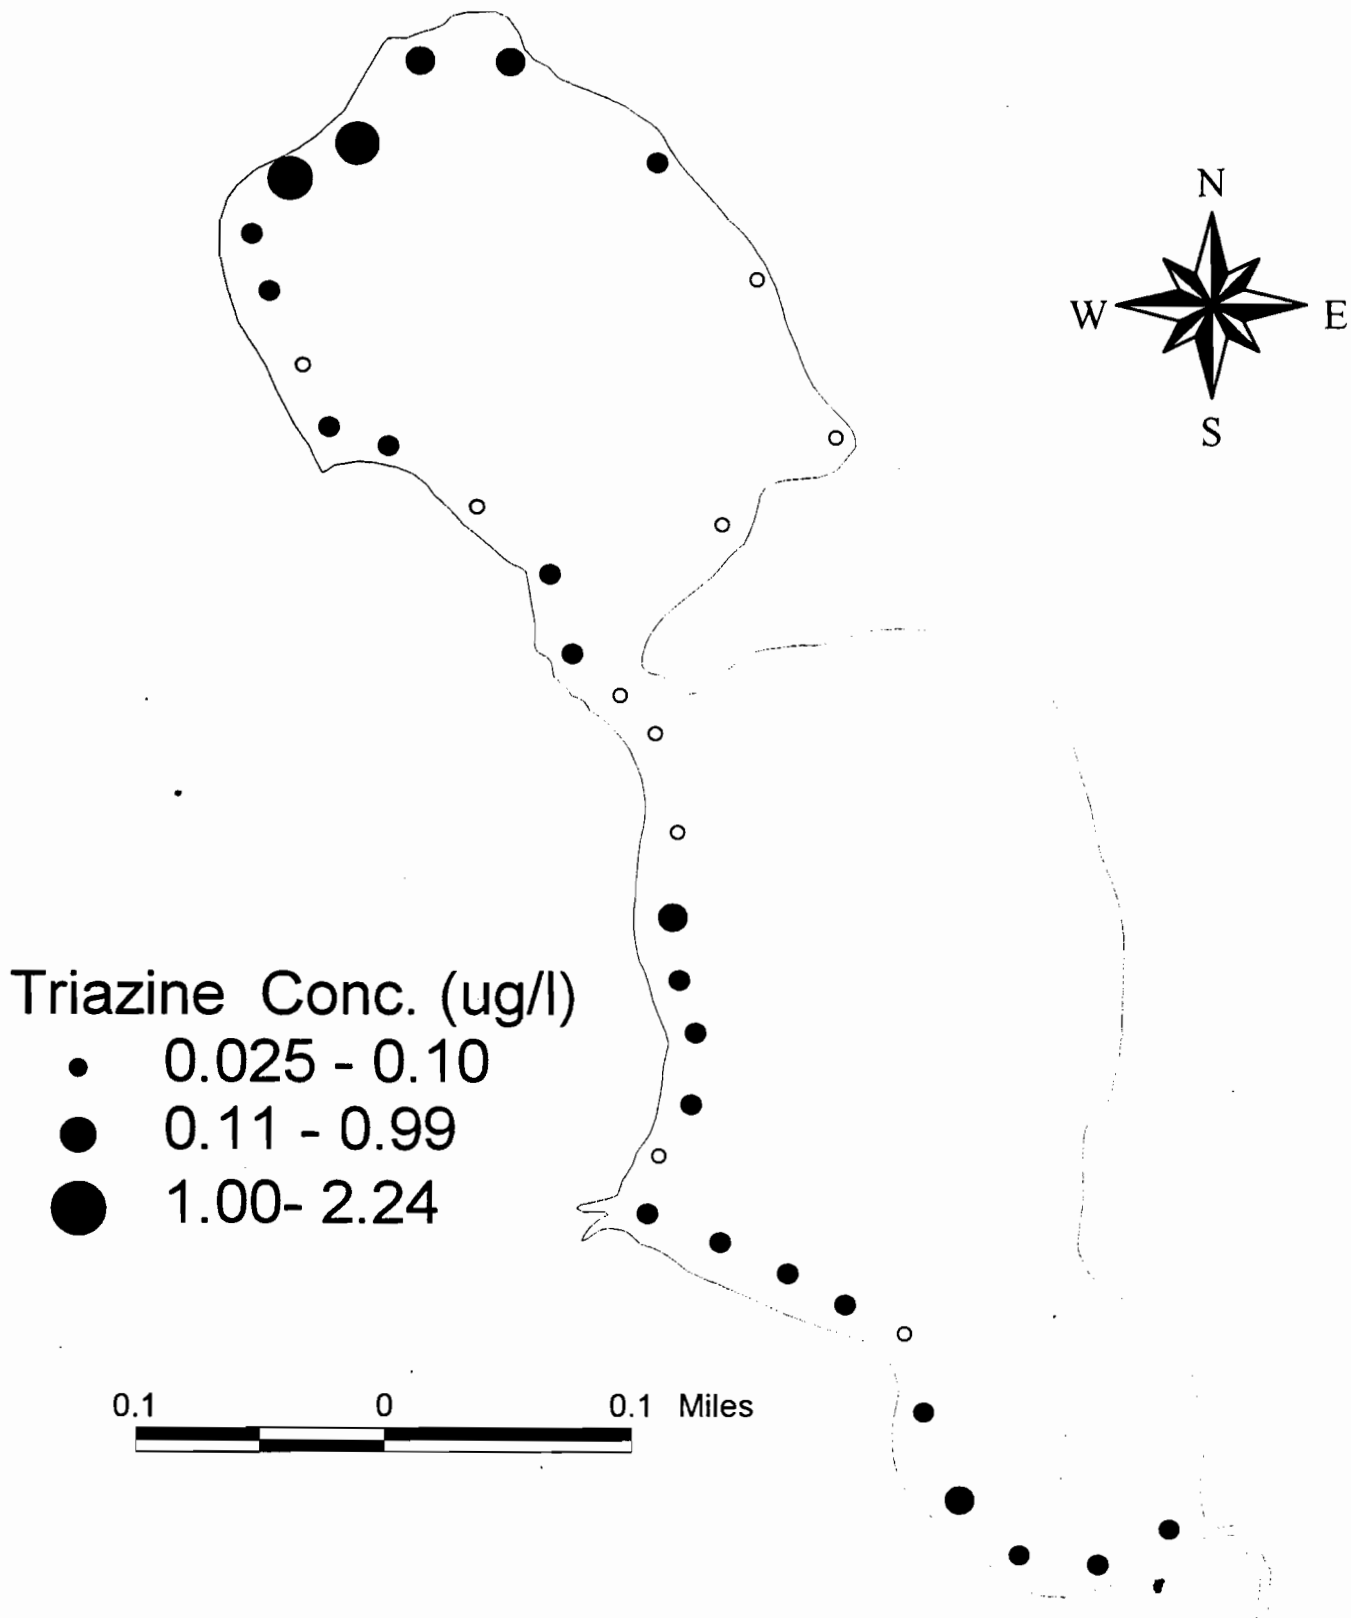 N
W E
S
Triazine Conc. (ug/l)
0.025 - 0.10
0.11 - 0.99
1.00- 2.24
0.1 0 0.1 Miles